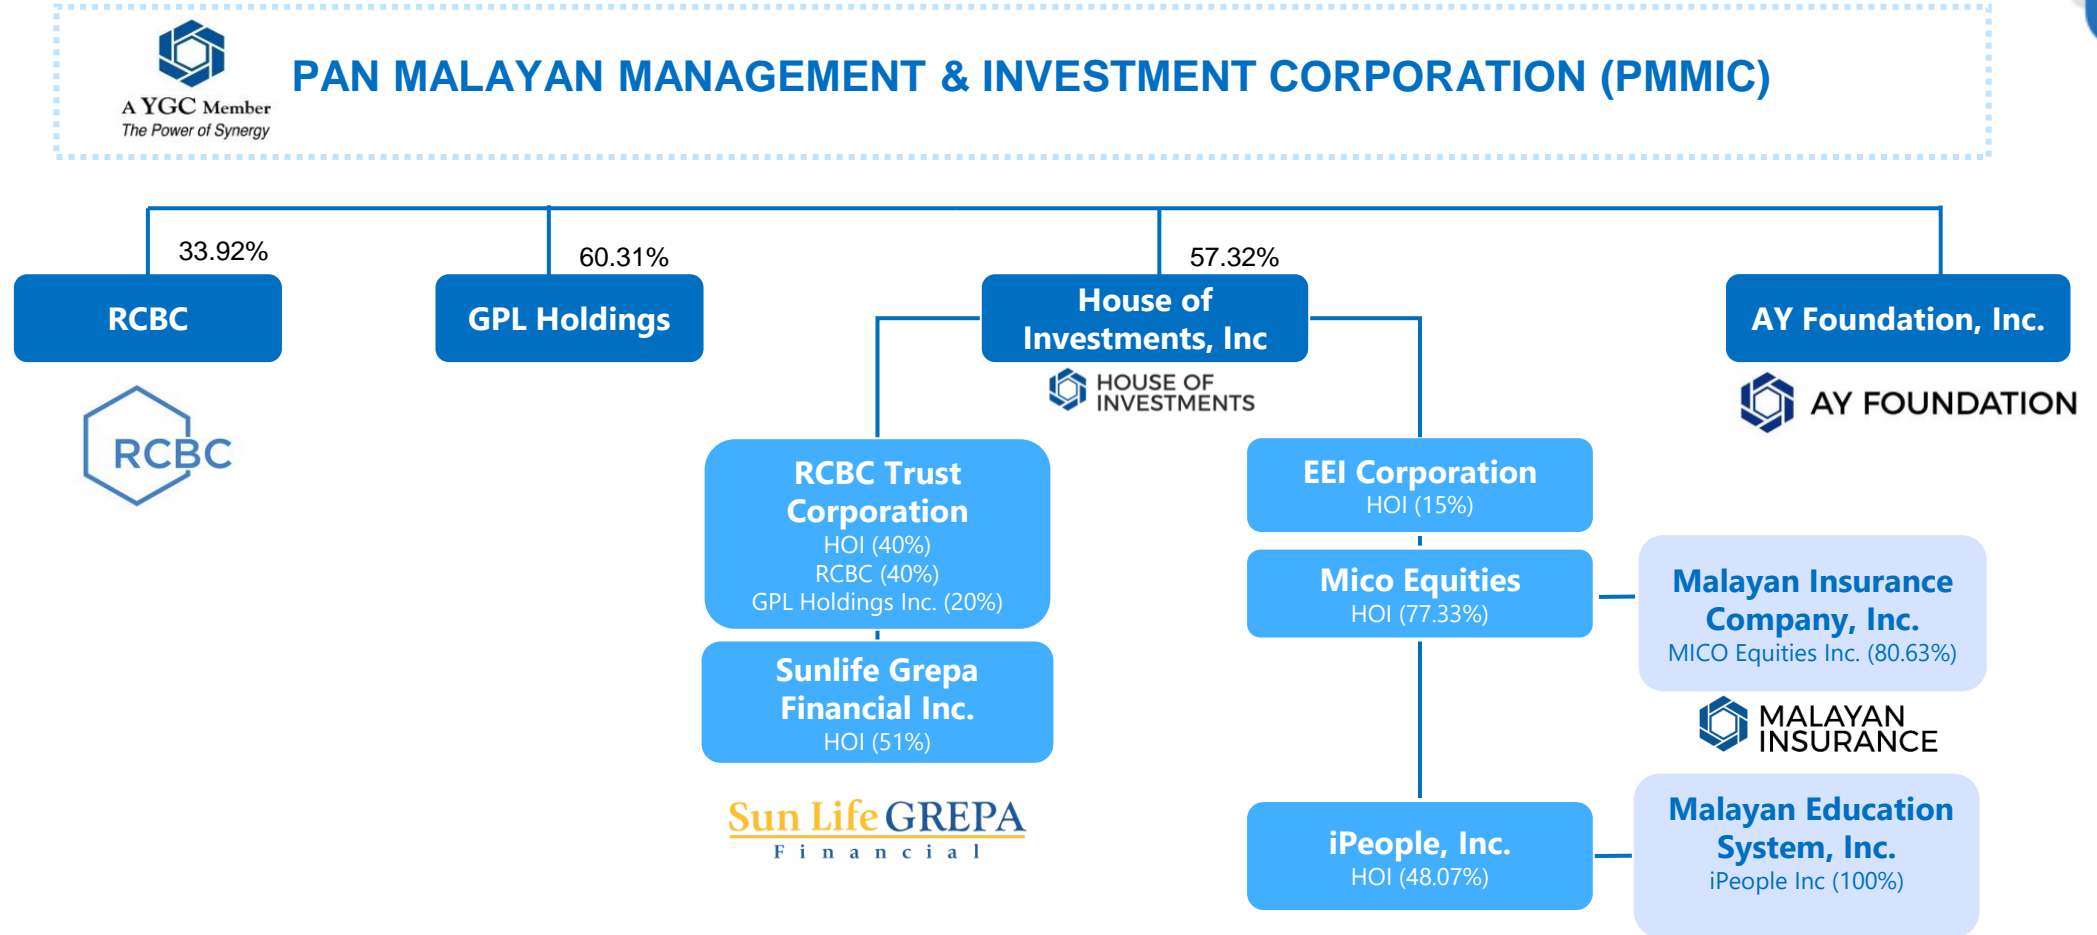 A YGC Member
The Power of Synergy
PAN MALAYAN MANAGEMENT & INVESTMENT CORPORATION (PMMIC)
33.92%
60.31%
57.32%
RCBC
GPL Holdings
House of
Investments, Inc
AY Foundation, Inc.
RCBC
HOUSE OF
INVESTMENTS
AY FOUNDATION
RCBC Trust
Corporation
HOI (40%)
RCBC (40%)
GPL Holdings Inc. (20%)
Sunlife Grepa
Financial Inc.
HOI (51%)
Sun Life GREPA
Financial
EEI Corporation
HOI (15%)
Mico Equities
HOI (77.33%)
Malayan Insurance
Company, Inc.
MICO Equities Inc. (80.63%)
MALAYAN
INSURANCE
iPeople, Inc.
HOI (48.07%)
Malayan Education
System, Inc.
iPeople Inc (100%)